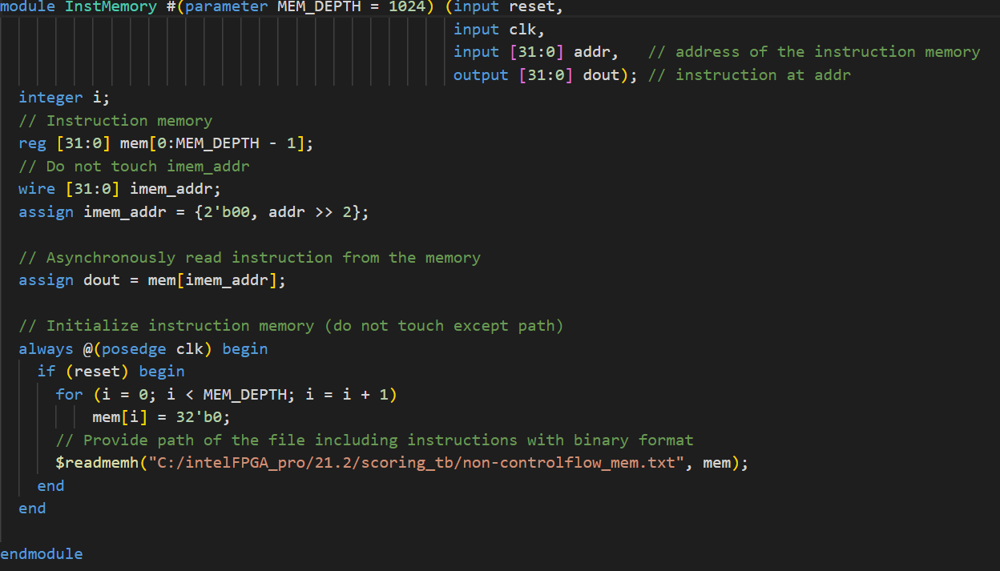 module InstMemory #(parameter MEM_DEPTH = 1024) (input reset,
input clk,
input [31:0] addr,   // address of the instruction memory
output [31:0] dout); // instruction at addr
integer i;
// Instruction memory
reg [31:0] mem[0:MEM_DEPTH - 1];
// Do not touch imem_addr
wire [31:0] imem_addr;
assign imem_addr = {2'b00, addr >> 2};
// Asynchronously read instruction from the memory
assign dout = mem[imem_addr];
// Initialize instruction memory (do not touch except path)
always @(posedge clk) begin
if (reset) begin
for (i = 0; i < MEM_DEPTH; i = i + 1)
mem[i] = 32'b0;
// Provide path of the file including instructions with binary format
$readmemh("C:/intelFPGA_pro/21.2/scoring_tb/non-controlflow_mem.txt", mem);
end
end
endmodule